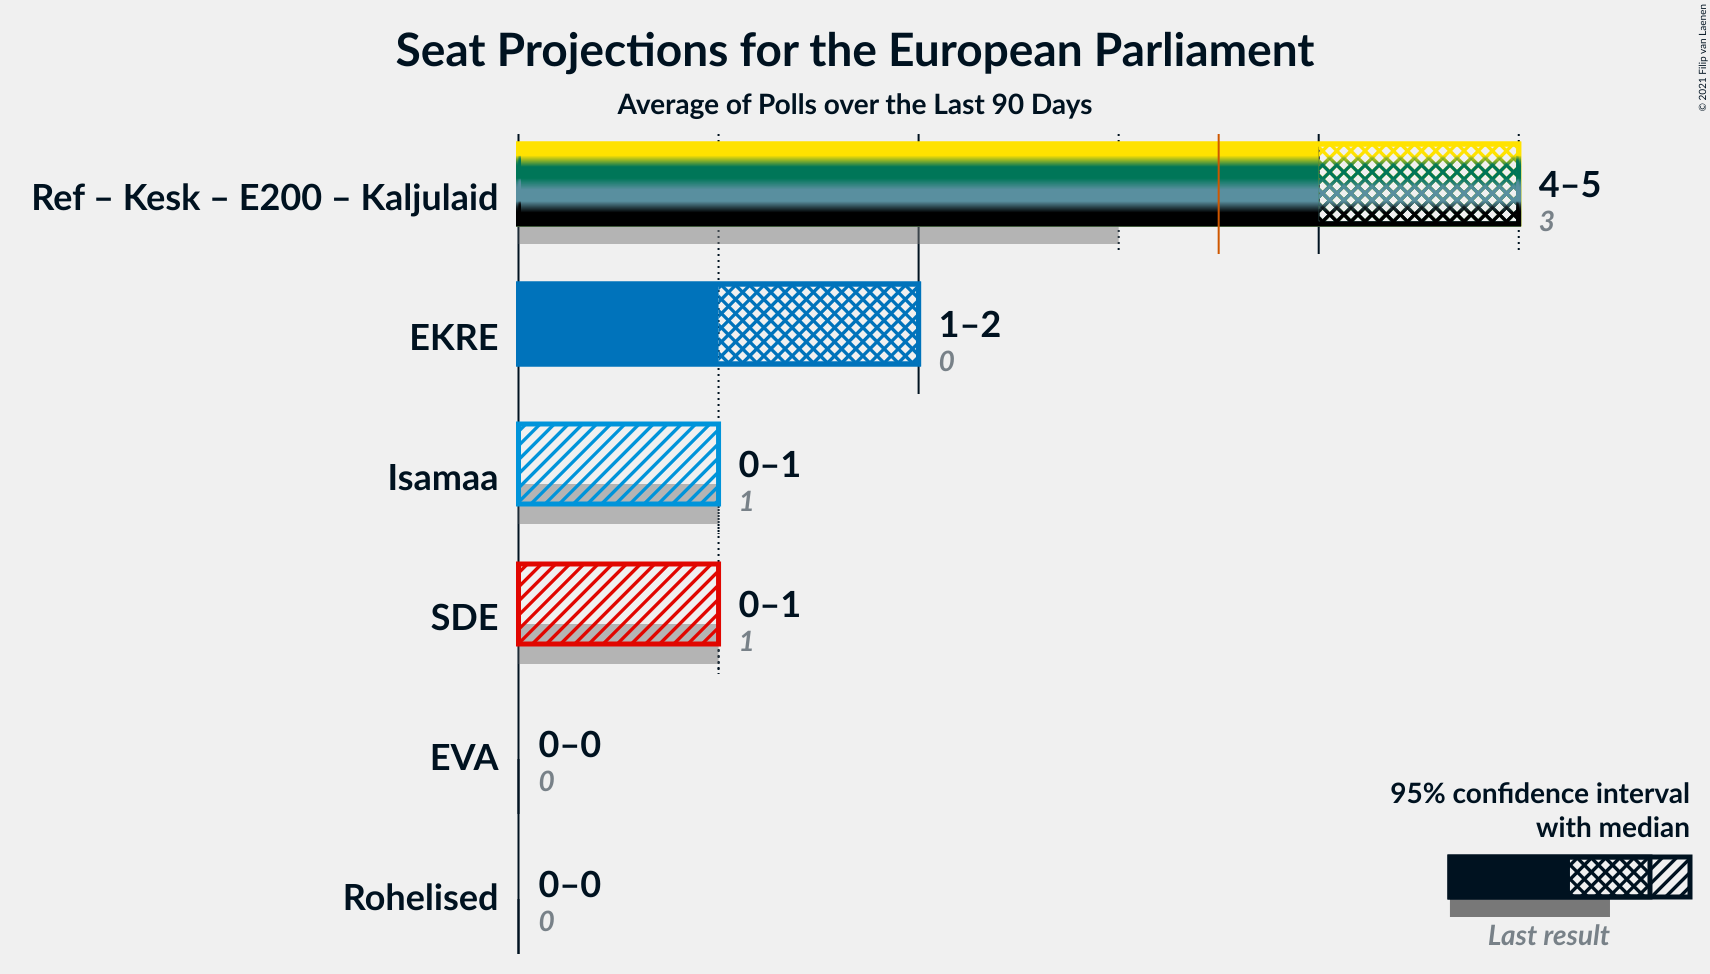 Seat Projections for the European Parliament
Average of Polls over the Last 90 Days
© 2021 Filip van Laenen
Ref – Kesk – E200 – Kaljulaid
4–5
3
EKRE
1–2
0
Isamaa
0–1
1
SDE
0–1
1
EVA
0–0
0
Rohelised
0–0
0
95% confidence interval
with median
Last result